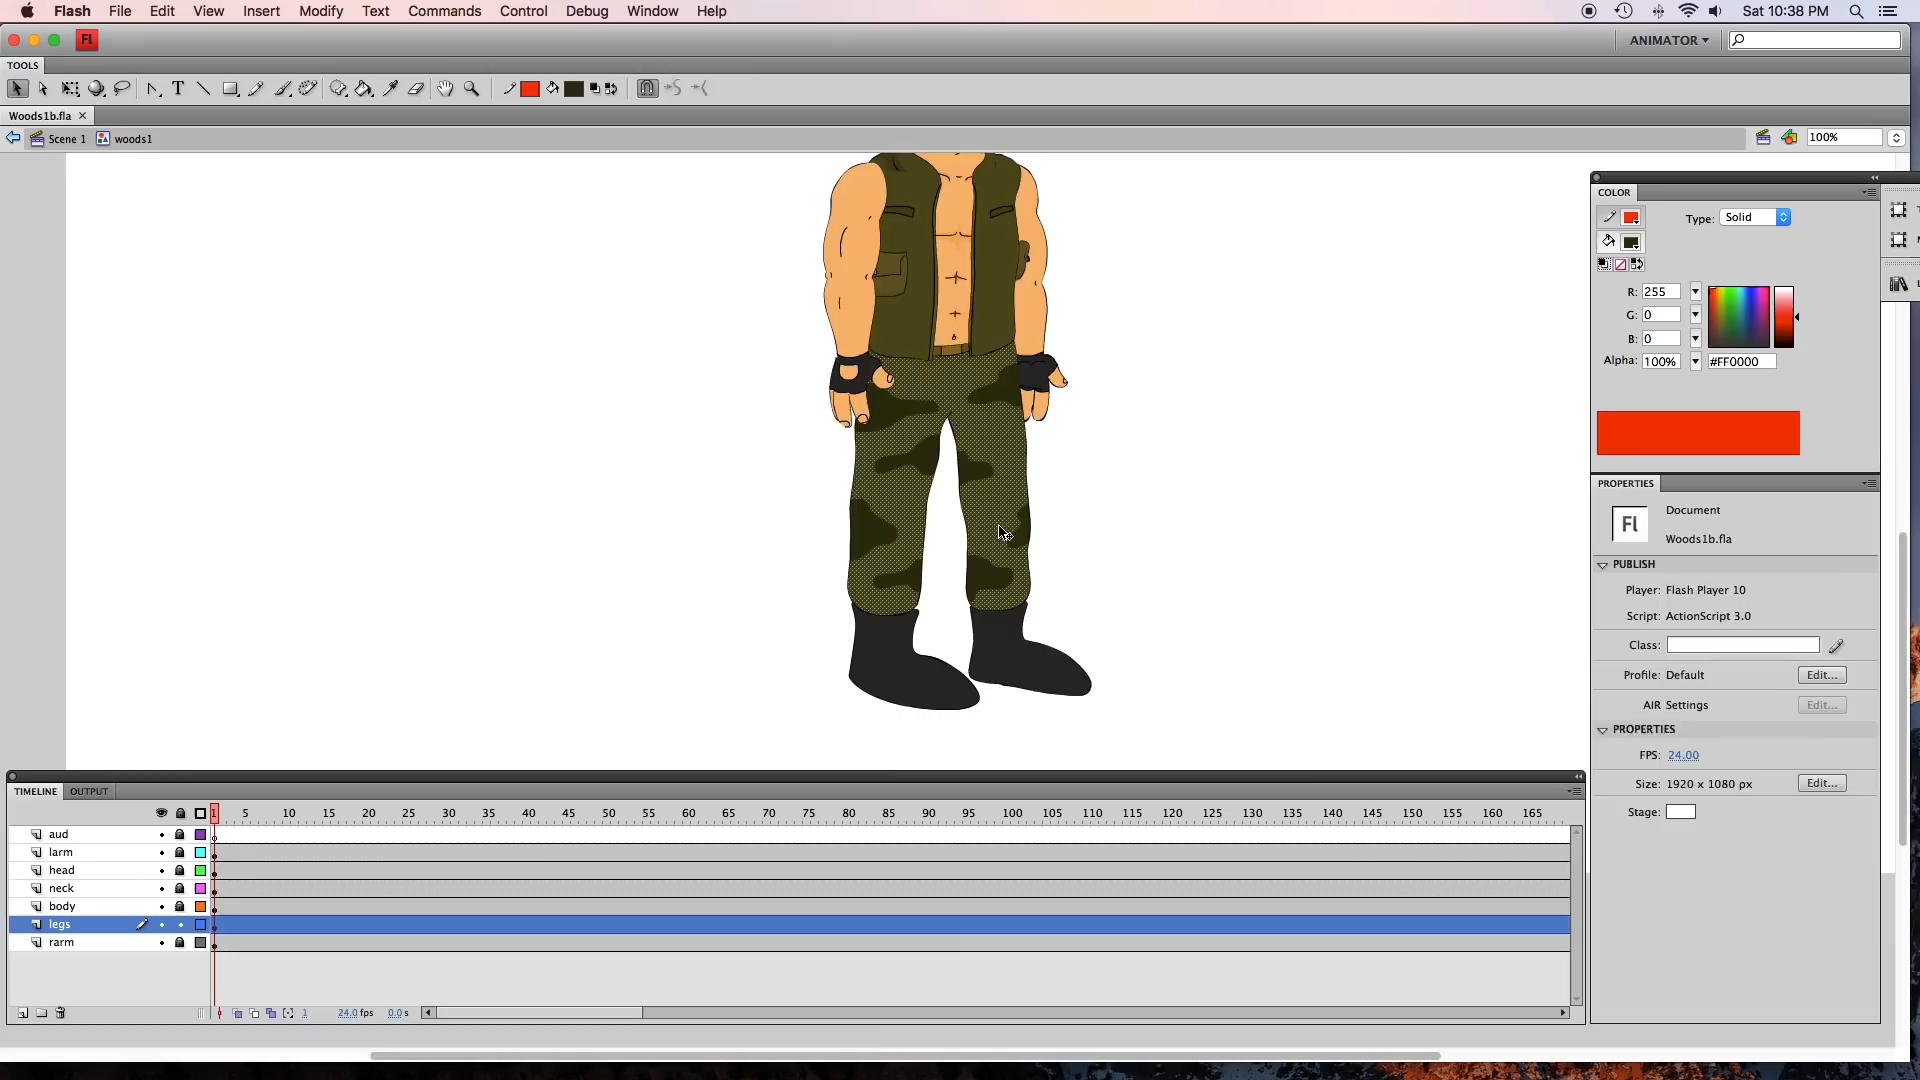 Flash File Edit View Insert Modify Text Commands Control Debug Window Help Sat 10:38 PM
Fl ANIMATOR
TOOLS
T
Woods1b.fla
Scene 1 woods1 100%
COLOR
Type: Solid
R: 255
G: 0
B: 0
Alpha: 100% #FF0000
PROPERTIES
Fl Document
Woods1b.fla
PUBLISH
Player: Flash Player 10
Script: ActionScript 3.0
Class:
Profile: Default Edit...
AIR Settings Edit...
PROPERTIES
FPS: 24.00
Size: 1920 x 1080 px Edit...
Stage:
TIMELINE OUTPUT
1 5 10 15 20 25 30 35 40 45 50 55 60 65 70 75 80 85 90 95 100 105 110 115 120 125 130 135 140 145 150 155 160 165
aud
larm
head
neck
body
legs
rarm
1 24.0 fps 0.0 s